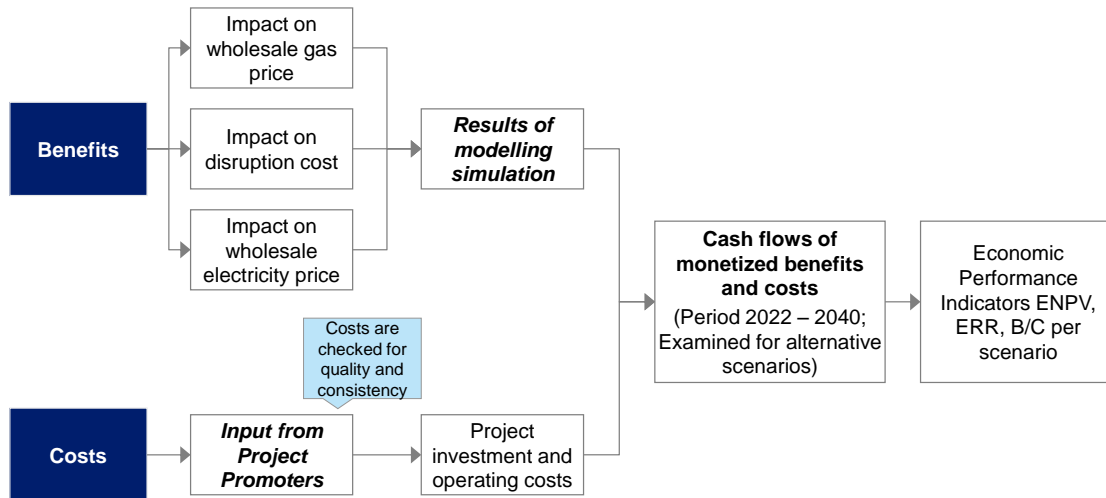 Benefits
Impact on
wholesale gas
price
Impact on
disruption cost
Impact on
wholesale
electricity price
Results of
modelling
simulation
Cash flows of
monetized benefits
and costs
(Period 2022 – 2040;
Examined for alternative
scenarios)
Economic
Performance
Indicators ENPV,
ERR, B/C per
scenario
Costs are
checked for
quality and
consistency
Costs
Input from
Project
Promoters
Project
investment and
operating costs